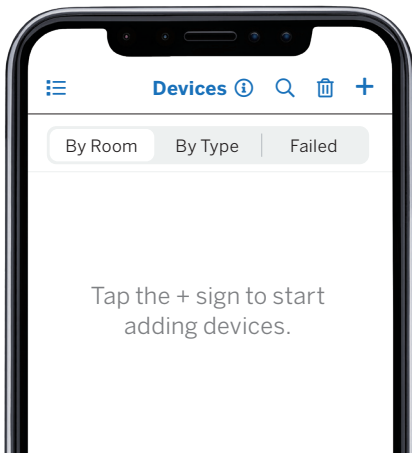 Devices
By Room By Type Failed
Tap the + sign to start
adding devices.